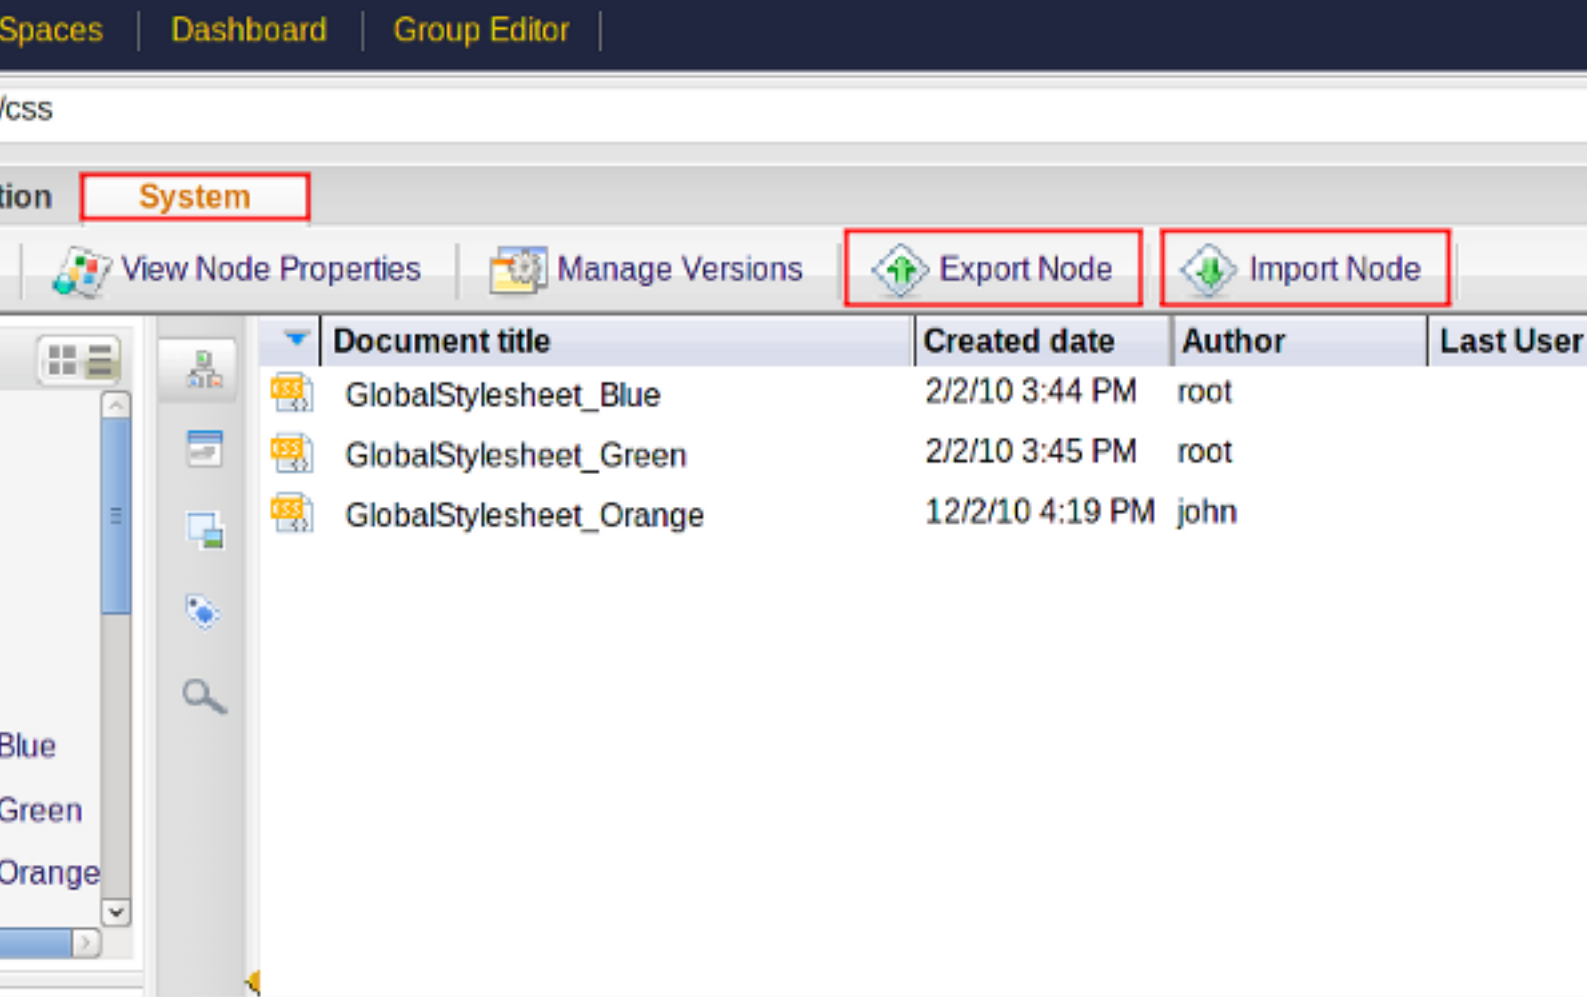 Spaces Dashboard Group Editor
/css
tion System
View Node Properties Manage Versions Export Node Import Node
Document title Created date Author Last User
GlobalStylesheet_Blue 2/2/10 3:44 PM root
GlobalStylesheet_Green 2/2/10 3:45 PM root
GlobalStylesheet_Orange 12/2/10 4:19 PM john
Blue
Green
Orange